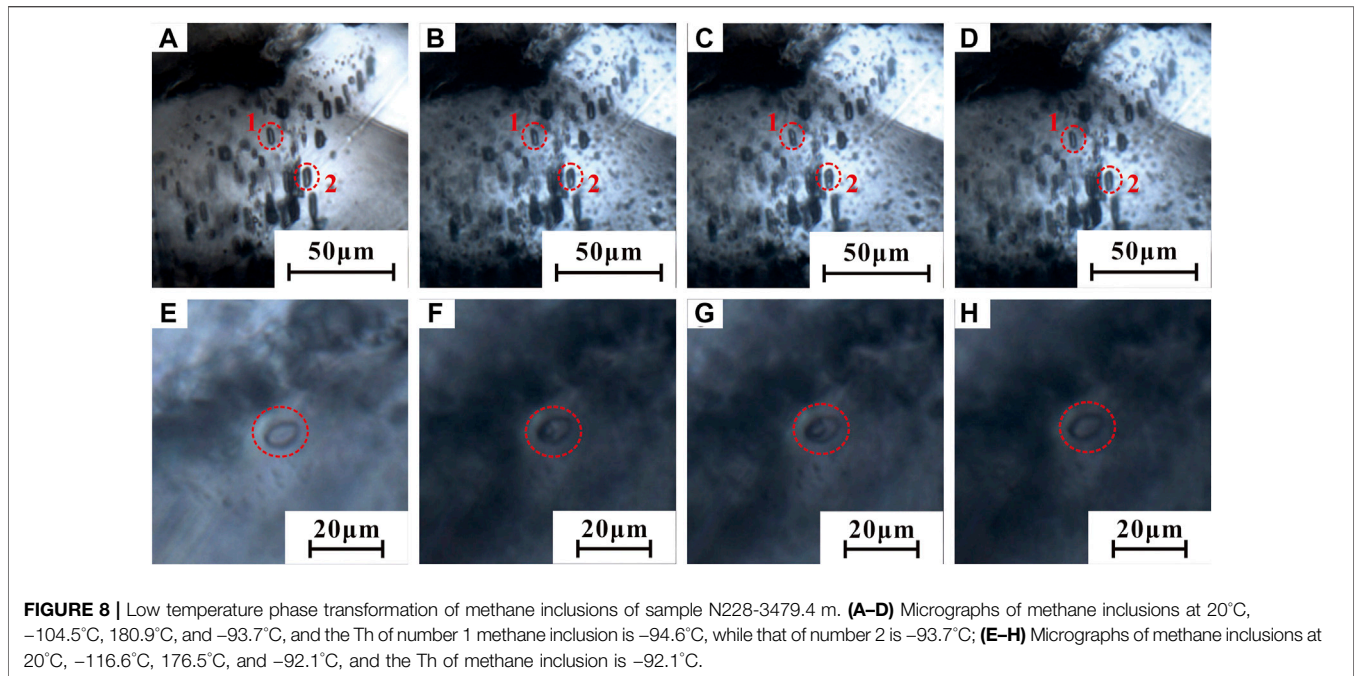 A
B
C
D
1
1
1
1
2
2
2
2
50μm
50μm
50μm
50μm
E
F
G
H
20μm
20μm
20μm
20μm
FIGURE 8 | Low temperature phase transformation of methane inclusions of sample N228-3479.4 m. (A–D) Micrographs of methane inclusions at 20°C,
−104.5°C, 180.9°C, and −93.7°C, and the Th of number 1 methane inclusion is −94.6°C, while that of number 2 is −93.7°C; (E–H) Micrographs of methane inclusions at
20°C, −116.6°C, 176.5°C, and −92.1°C, and the Th of methane inclusion is −92.1°C.